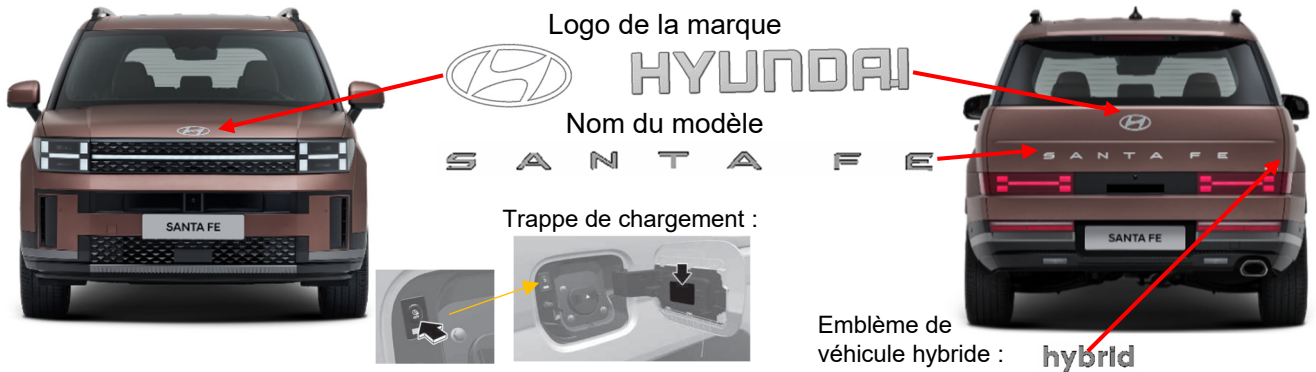 Logo de la marque
HYUNDAI
Nom du modèle
SANTA FE
SANTA FE
SANTA FE
SANTA FE
Trappe de chargement :
Emblème de
véhicule hybride :
hybrid